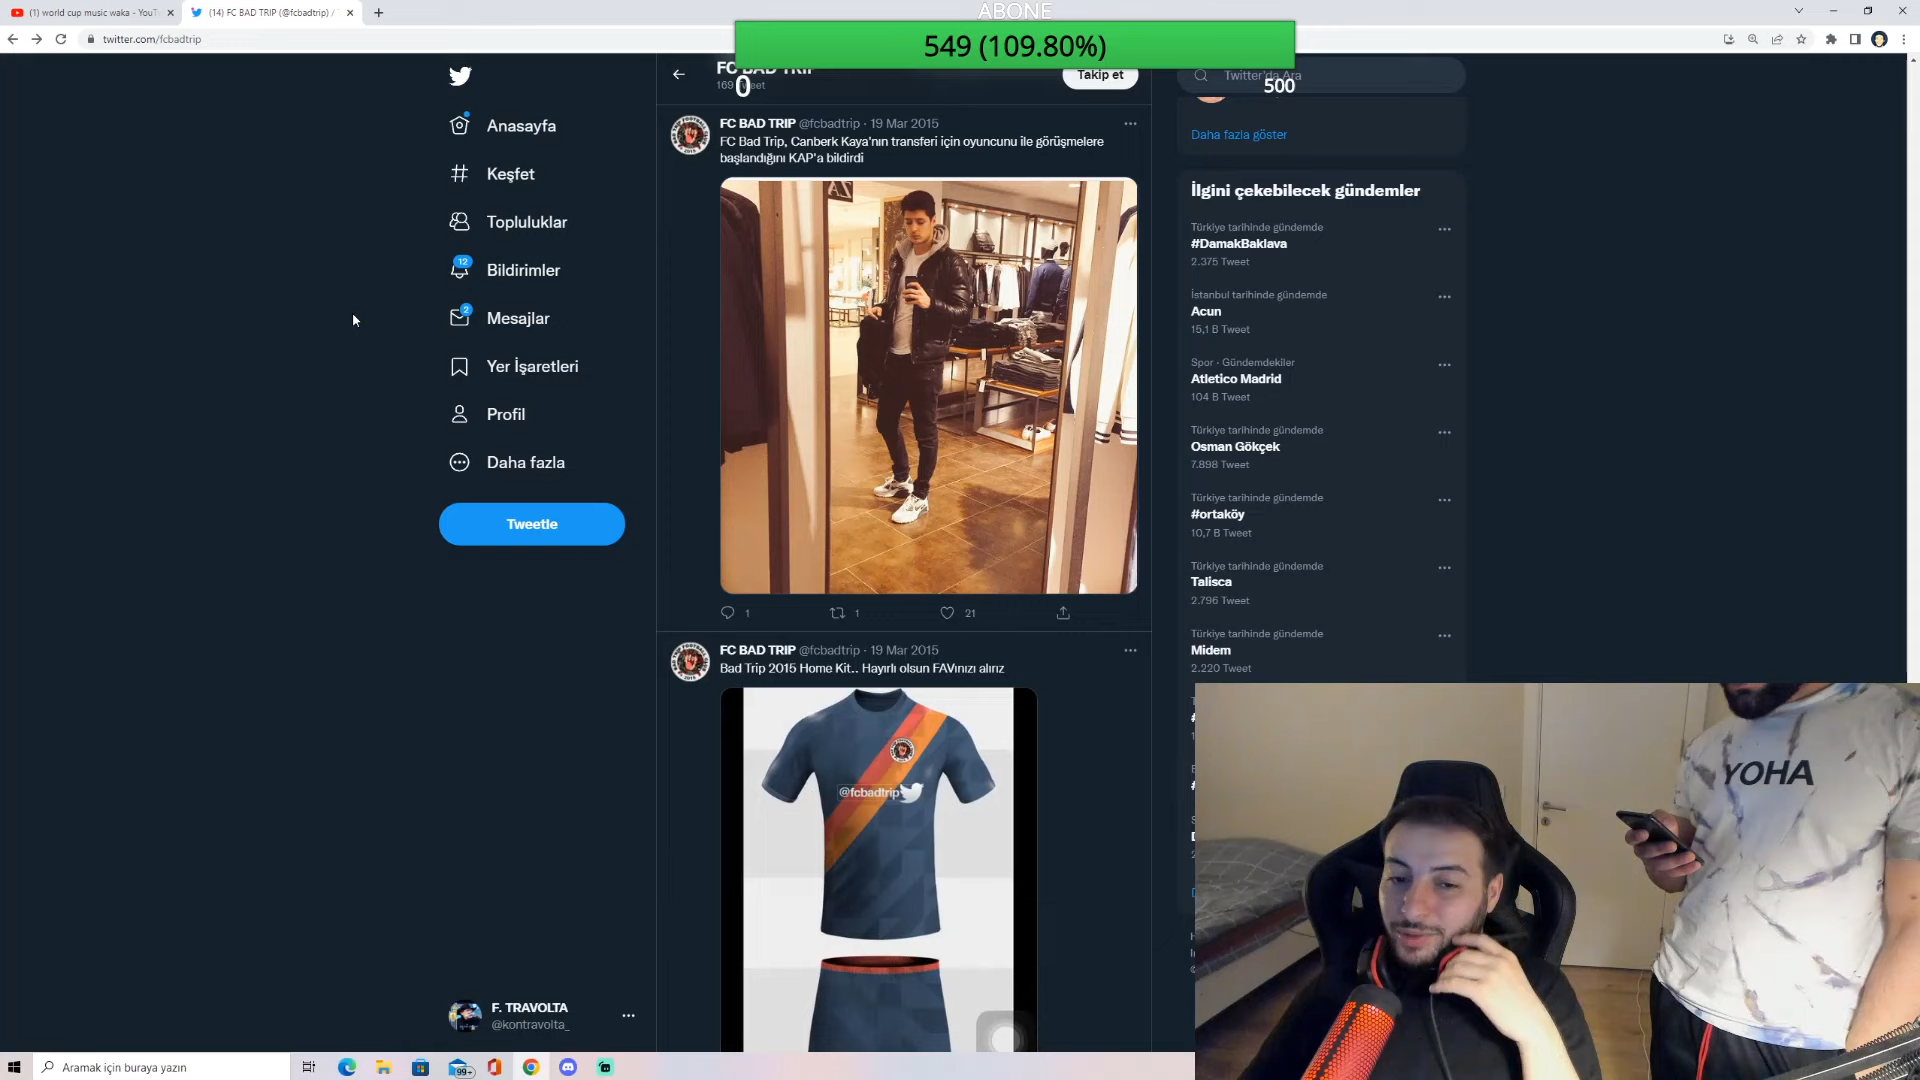 (1) world cup music waka - YouT
(14) FC BAD TRIP (@fcbadtrip) /
twitter.com/fcbadtrip
ABONE
549 (109.80%)
0
500
FC BAD TRIP
169 Tweet
Takip et
Twitter'da Ara
Anasayfa
Keşfet
Topluluklar
12
Bildirimler
2
Mesajlar
Yer İşaretleri
Profil
Daha fazla
Tweetle
F. TRAVOLTA
@kontravolta_
FC BAD TRIP @fcbadtrip · 19 Mar 2015
FC Bad Trip, Canberk Kaya'nın transferi için oyuncunu ile görüşmelere
başlandığını KAP'a bildirdi
1
1
21
FC BAD TRIP @fcbadtrip · 19 Mar 2015
Bad Trip 2015 Home Kit.. Hayırlı olsun FAVınızı alırız
@fcbadtrip
Daha fazla göster
İlgini çekebilecek gündemler
Türkiye tarihinde gündemde
#DamakBaklava
2.375 Tweet
İstanbul tarihinde gündemde
Acun
15,1 B Tweet
Spor · Gündemdekiler
Atletico Madrid
104 B Tweet
Türkiye tarihinde gündemde
Osman Gökçek
7.898 Tweet
Türkiye tarihinde gündemde
#ortaköy
10,7 B Tweet
Türkiye tarihinde gündemde
Talisca
2.796 Tweet
Türkiye tarihinde gündemde
Midem
2.220 Tweet
YOHA
Aramak için buraya yazın
99+